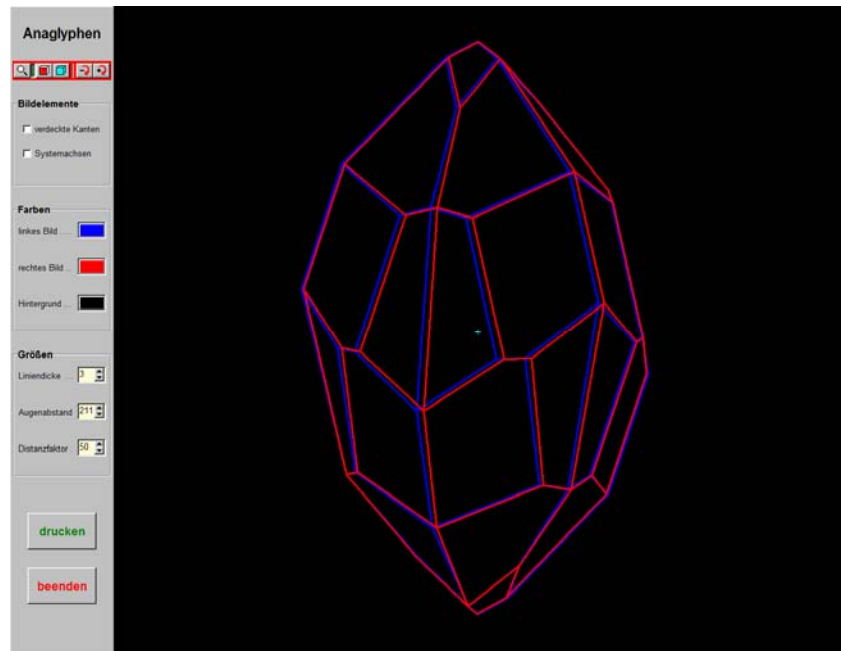 Anaglyphen
Bildelemente
verdeckte Kanten
Systemachsen
Farben
linkes Bild .....
rechtes Bild ...
Hintergrund ...
Größen
Liniendicke ... 3
Augenabstand 211
Distanzfaktor . 50
drucken
beenden